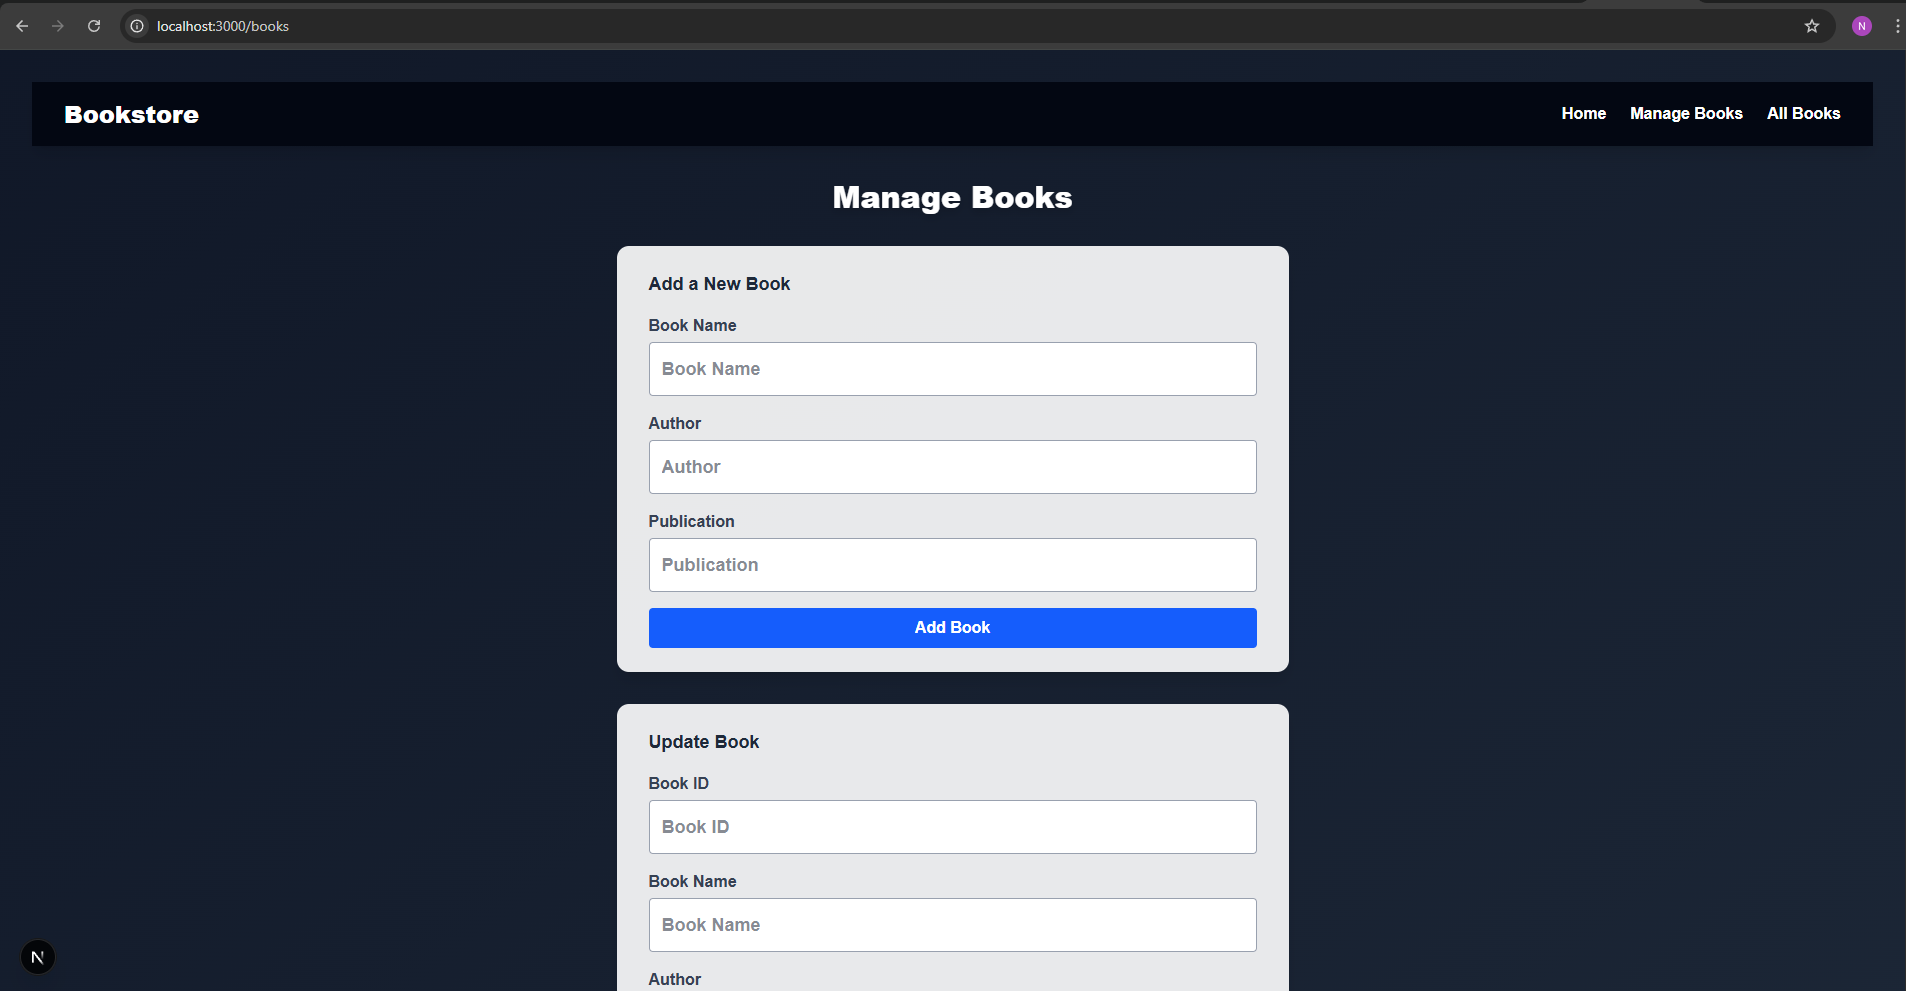 localhost:3000/books
N
Bookstore
Home Manage Books All Books
Manage Books
Add a New Book
Book Name
Book Name
Author
Author
Publication
Publication
Add Book
Update Book
Book ID
Book ID
Book Name
Book Name
Author
N